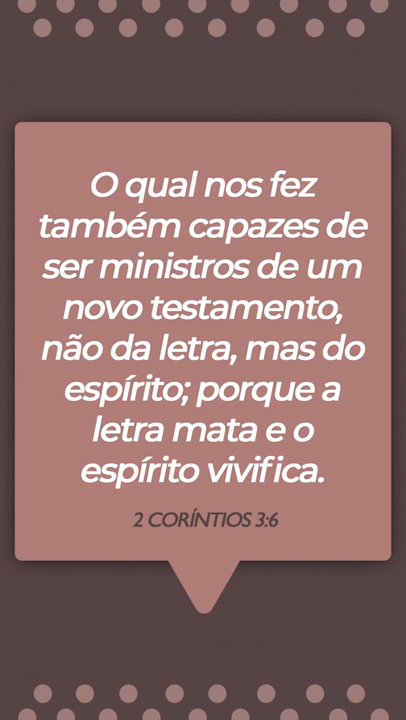 O qual nos fez
também capazes de
ser ministros de um
novo testamento,
não da letra, mas do
espírito; porque a
letra mata e o
espírito vivifica.
2 CORÍNTIOS 3:6